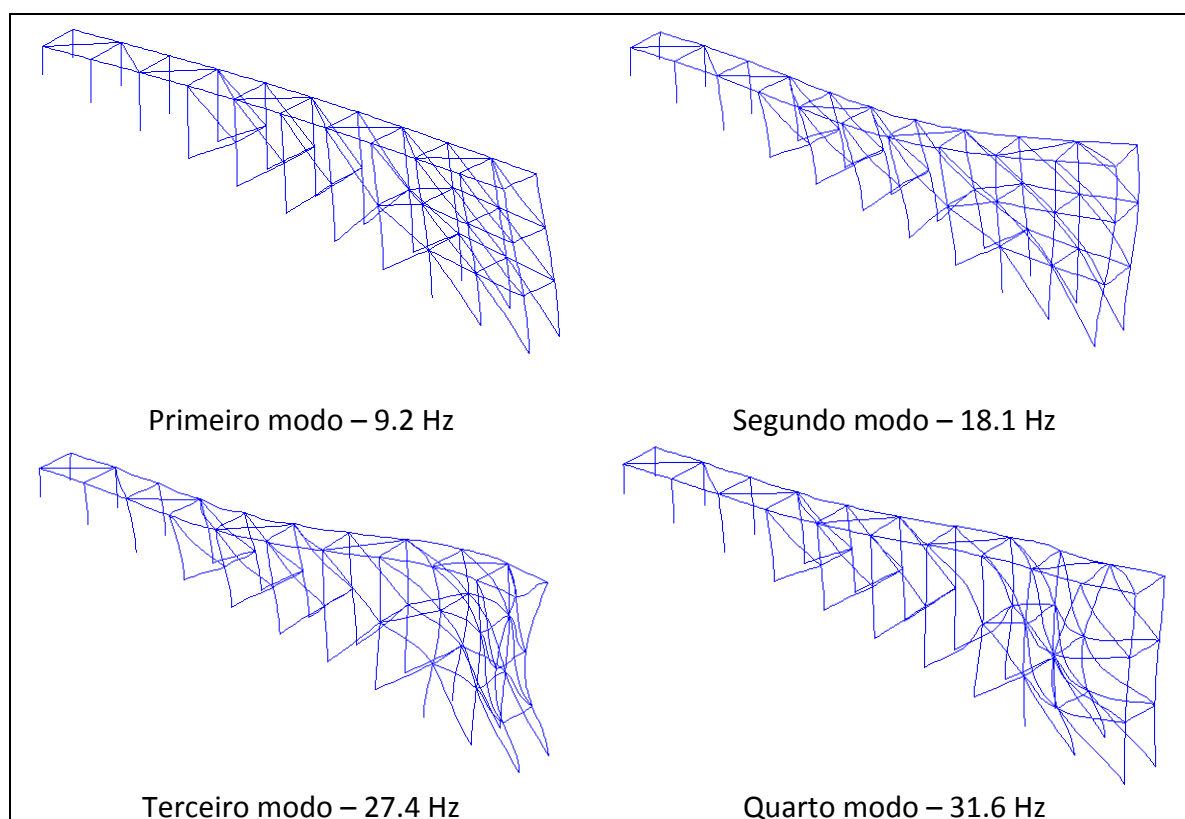 Primeiro modo – 9.2 Hz
Segundo modo – 18.1 Hz
Terceiro modo – 27.4 Hz
Quarto modo – 31.6 Hz